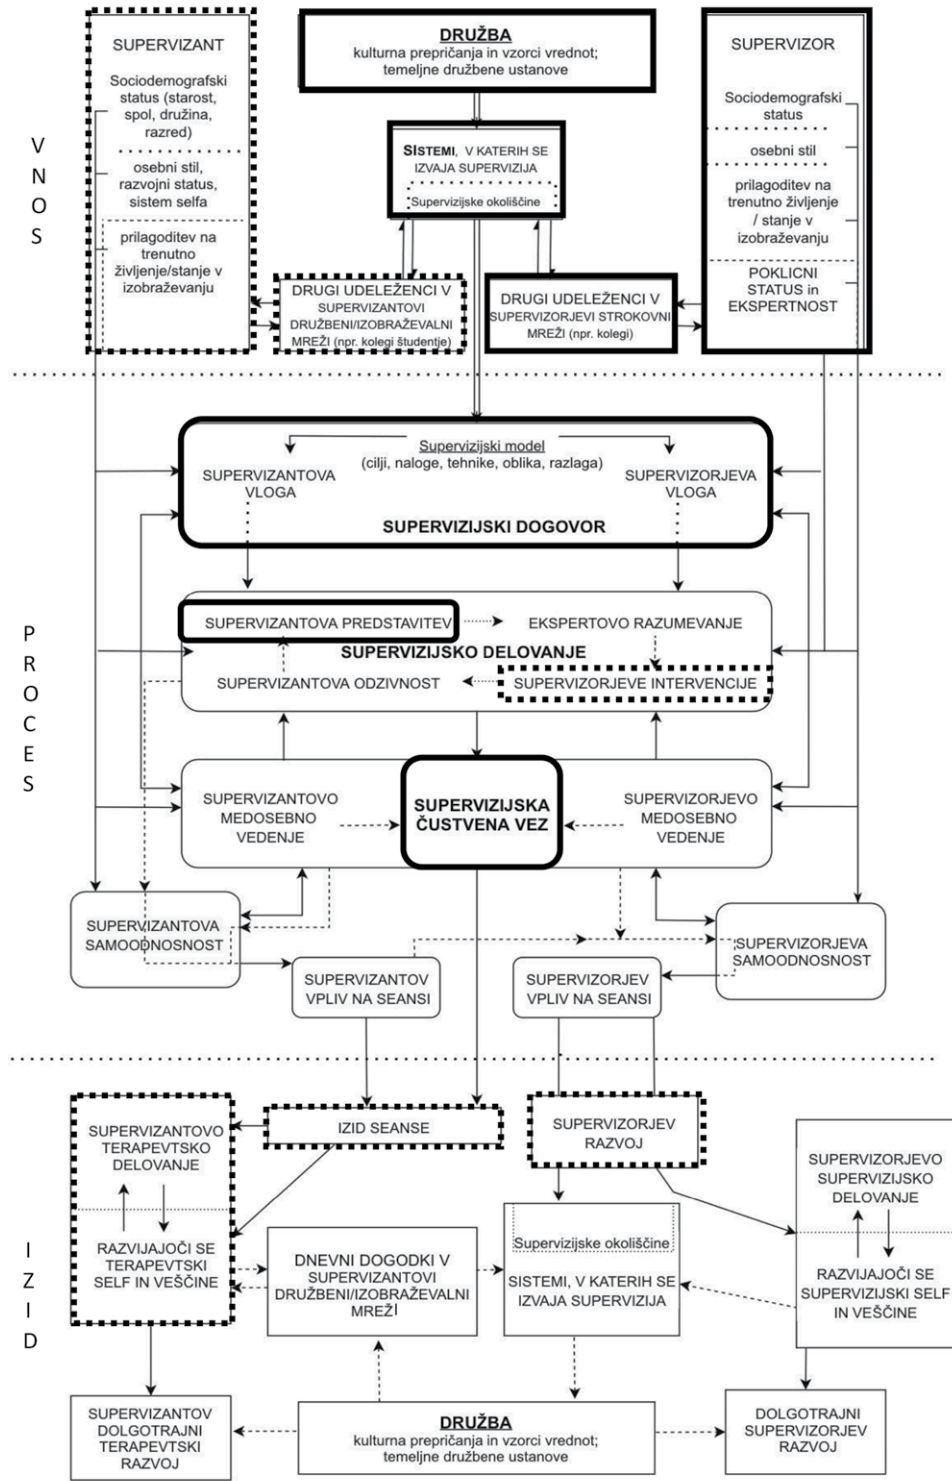 VNOS
SUPERVIZANT
Sociodemografski
status (starost,
spol, družina,
razred)
osebni stil,
razvojni status,
sistem selfa
prilagoditev na
trenutno
življenje/stanje v
izobraževanju
DRUŽBA
kulturna prepričanja in vzorci vrednot;
temeljne družbene ustanove
SISTEMI, V KATERIH SE
IZVAJA SUPERVIZIJA
Supervizijske okoliščine
DRUGI UDELEŽENCI V
SUPERVIZANTOVI
DRUŽBENI/IZOBRAŽEVALNI
MREŽI (npr. kolegi študentje)
DRUGI UDELEŽENCI V
SUPERVIZORJEVI STROKOVNI
MREŽI (npr. kolegi)
SUPERVIZOR
Sociodemografski
status
osebni stil
prilagoditev na
trenutno življenje
/ stanje v
izobraževanju
POKLICNI
STATUS in
EKSPERTNOST
PROCES
Supervizijski model
(cilji, naloge, tehnike, oblika, razlaga)
SUPERVIZANTOVA
VLOGA
SUPERVIZORJEVA
VLOGA
SUPERVIZIJSKI DOGOVOR
SUPERVIZANTOVA PREDSTAVITEV
EKSPERTOVO RAZUMEVANJE
SUPERVIZIJSKO DELOVANJE
SUPERVIZANTOVA ODZIVNOST
SUPERVIZORJEVE INTERVENCIJE
SUPERVIZANTOVO
MEDOSEBNO
VEDENJE
SUPERVIZIJSKA
ČUSTVENA VEZ
SUPERVIZORJEVO
MEDOSEBNO
VEDENJE
SUPERVIZANTOVA
SAMOODNOSNOST
SUPERVIZORJEVA
SAMOODNOSNOST
SUPERVIZANTOV
VPLIV NA SEANSI
SUPERVIZORJEV
VPLIV NA SEANSI
IZID
SUPERVIZANTOVO
TERAPEVTSKO
DELOVANJE
RAZVIJAJOČI SE
TERAPEVTSKI
SELF IN VEŠČINE
IZID SEANSE
SUPERVIZORJEV
RAZVOJ
SUPERVIZORJEVO
SUPERVIZIJSKO
DELOVANJE
RAZVIJAJOČI SE
SUPERVIZIJSKI SELF
IN VEŠČINE
DNEVNI DOGODKI V
SUPERVIZANTOVI
DRUŽBENI/IZOBRAŽEVALNI
MREŽI
Supervizijske okoliščine
SISTEMI, V KATERIH SE
IZVAJA SUPERVIZIJA
SUPERVIZANTOV
DOLGOTRAJNI
TERAPEVTSKI
RAZVOJ
DRUŽBA
kulturna prepričanja in vzorci vrednot;
temeljne družbene ustanove
DOLGOTRAJNI
SUPERVIZORJEV
RAZVOJ